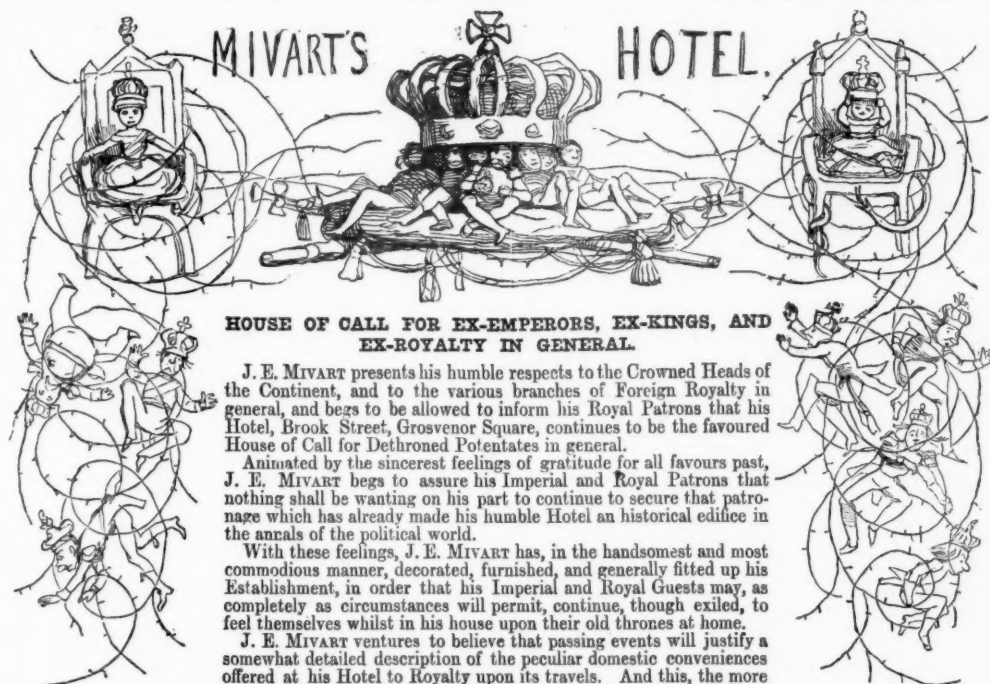 MIVART'S HOTEL.
HOUSE OF CALL FOR EX-EMPERORS, EX-KINGS, AND
EX-ROYALTY IN GENERAL.
J. E. MIVART presents his humble respects to the Crowned Heads of
the Continent, and to the various branches of Foreign Royalty in
general, and begs to be allowed to inform his Royal Patrons that his
Hotel, Brook Street, Grosvenor Square, continues to be the favoured
House of Call for Dethroned Potentates in general.
Animated by the sincerest feelings of gratitude for all favours past,
J. E. MIVART begs to assure his Imperial and Royal Patrons that
nothing shall be wanting on his part to continue to secure that patro-
nage which has already made his humble Hotel an historical edifice in
the annals of the political world.
With these feelings, J. E. MIVART has, in the handsomest and most
commodious manner, decorated, furnished, and generally fitted up his
Establishment, in order that his Imperial and Royal Guests may, as
completely as circumstances will permit, continue, though exiled, to
feel themselves whilst in his house upon their old thrones at home.
J. E. MIVART ventures to believe that passing events will justify a
somewhat detailed description of the peculiar domestic conveniences
offered at his Hotel to Royalty upon its travels. And this, the more